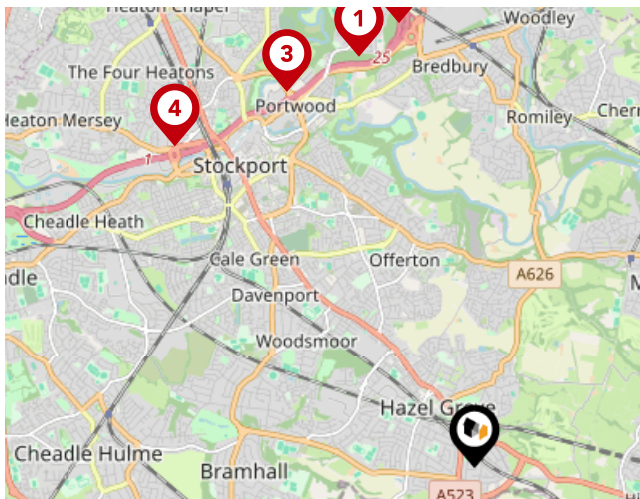 Heaton Chapel
1
Woodley
25
The Four Heatons
3
Bredbury
4
Portwood
Heaton Mersey
Romiley
Cherr
1
Stockport
Cheadle Heath
dle
Cale Green
Offerton
A626
M
Davenport
Woodsmoor
Hazel Grove
Cheadle Hulme
Bramhall
A523